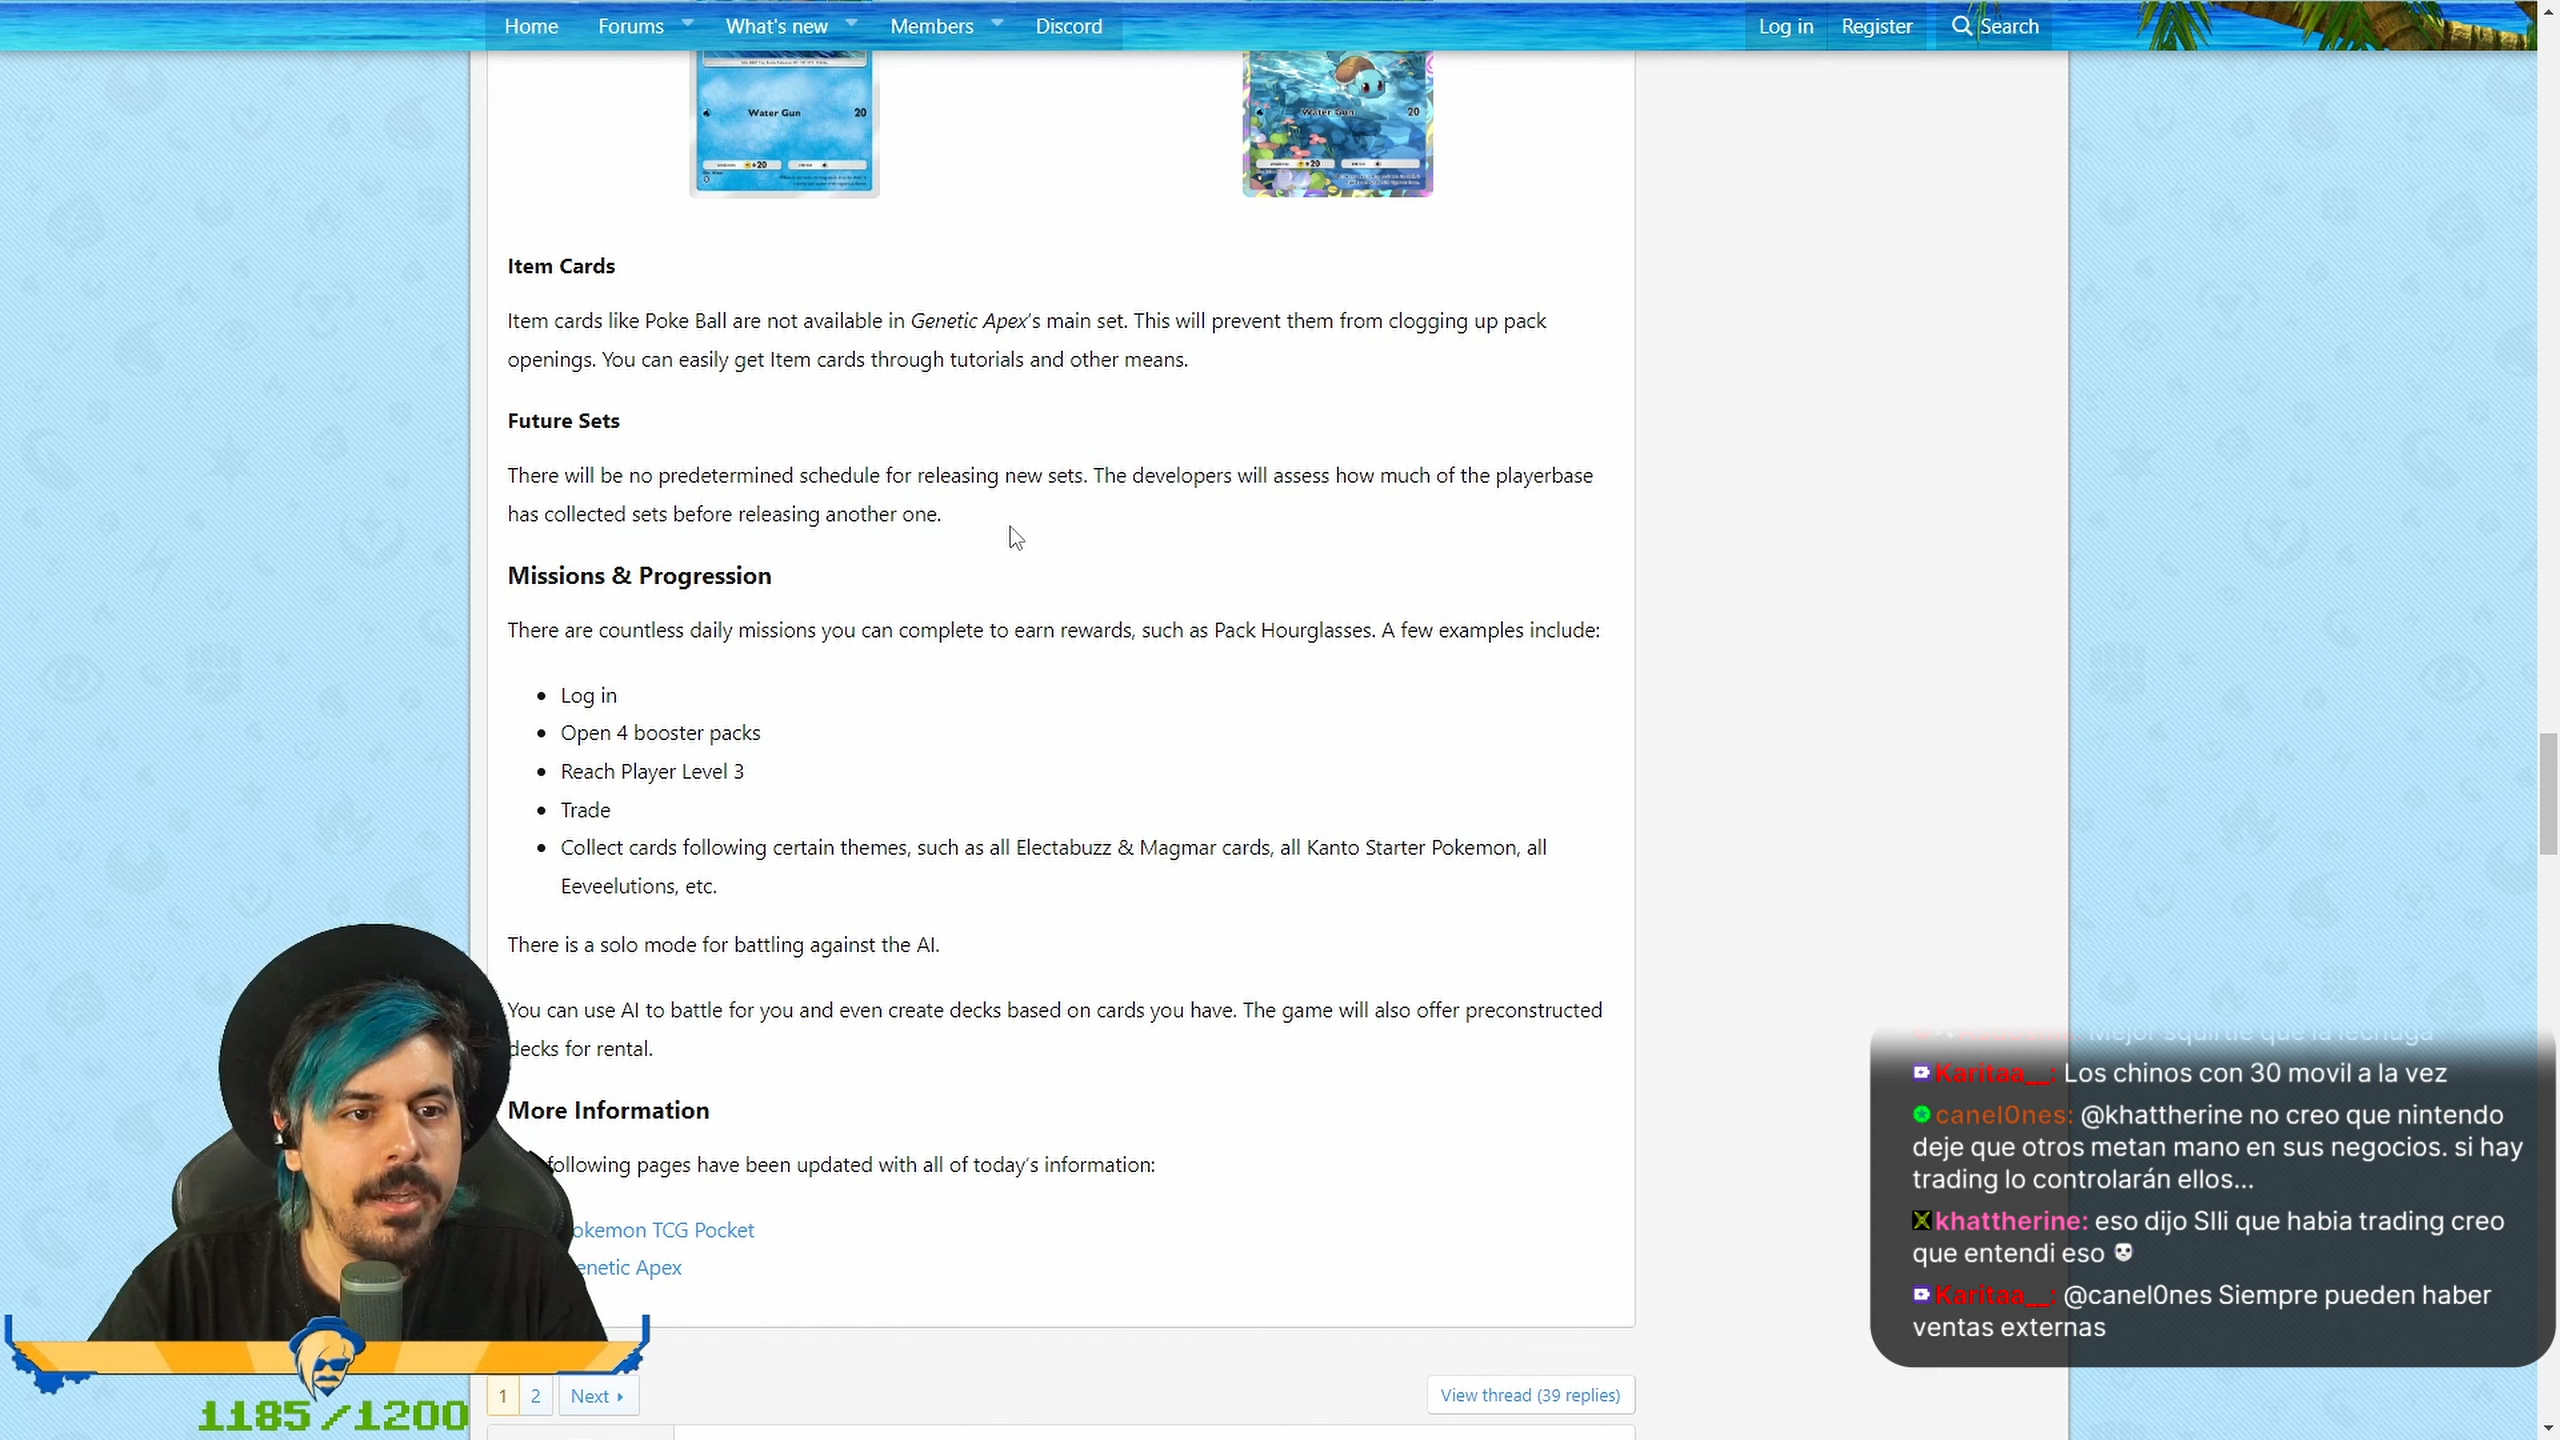 Home Forums What's new Members Discord Log in Register Search
Water Gun 20
+20
Water Gun 20
+20
Item Cards
Item cards like Poke Ball are not available in Genetic Apex's main set. This will prevent them from clogging up pack
openings. You can easily get Item cards through tutorials and other means.
Future Sets
There will be no predetermined schedule for releasing new sets. The developers will assess how much of the playerbase
has collected sets before releasing another one.
Missions & Progression
There are countless daily missions you can complete to earn rewards, such as Pack Hourglasses. A few examples include:
• Log in
• Open 4 booster packs
• Reach Player Level 3
• Trade
• Collect cards following certain themes, such as all Electabuzz & Magmar cards, all Kanto Starter Pokemon, all
Eeveelutions, etc.
There is a solo mode for battling against the AI.
You can use AI to battle for you and even create decks based on cards you have. The game will also offer preconstructed
decks for rental.
More Information
following pages have been updated with all of today's information:
okemon TCG Pocket
enetic Apex
1 2 Next
View thread (39 replies)
1185/1200
Mejor squirtle que la lechuga
Karitaa__: Los chinos con 30 movil a la vez
canel0nes: @khattherine no creo que nintendo
deje que otros metan mano en sus negocios. si hay
trading lo controlarán ellos...
khattherine: eso dijo Slli que habia trading creo
que entendi eso
Karitaa__: @canel0nes Siempre pueden haber
ventas externas